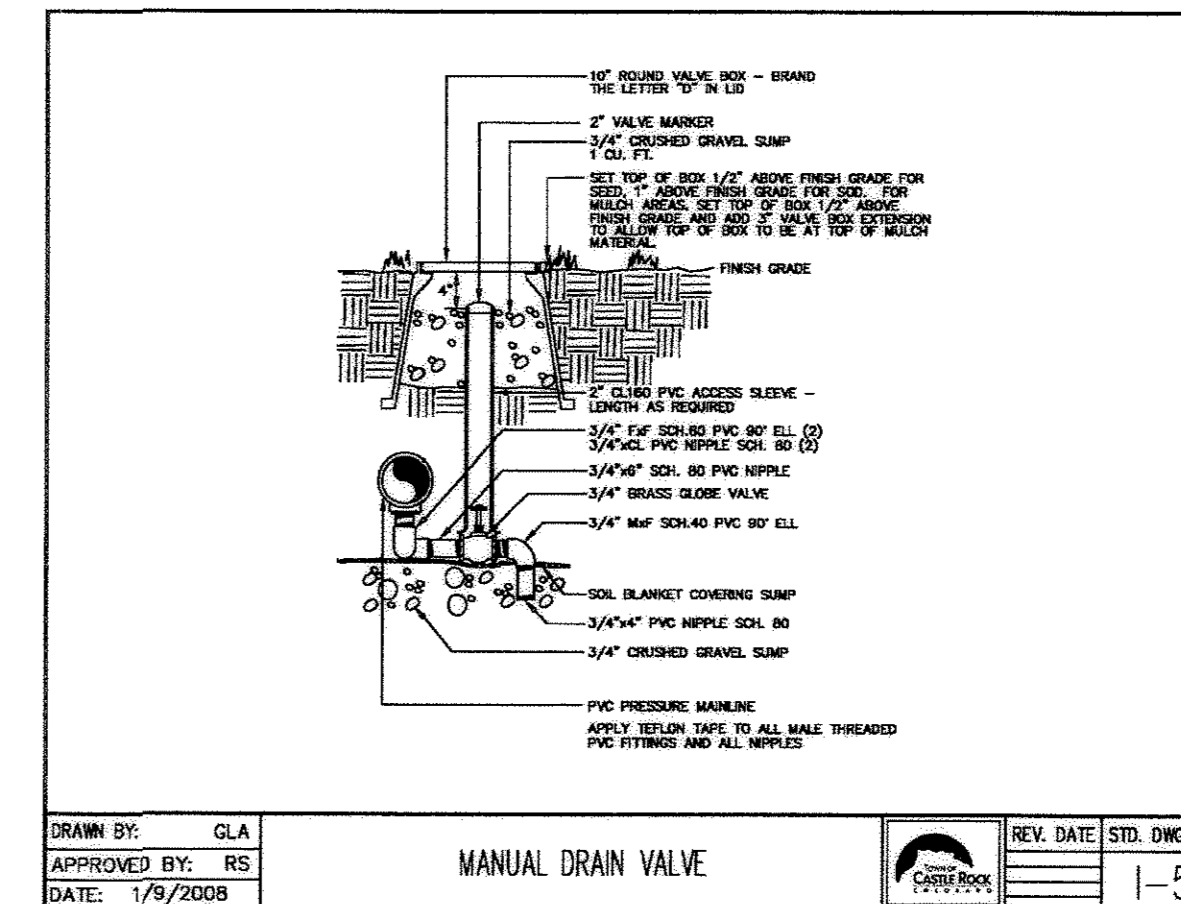 10" ROUND VALVE BOX – BRAND
THE LETTER "D" IN LID
2" VALVE MARKER
3/4" CRUSHED GRAVEL SUMP
1 CU. FT.
SET TOP OF BOX 1/2" ABOVE FINISH GRADE FOR
SEED, 1" ABOVE FINISH GRADE FOR SOD. FOR
MULCH AREAS, SET TOP OF BOX 1/2" ABOVE
FINISH GRADE AND ADD 3" VALVE BOX EXTENSION
TO ALLOW TOP OF BOX TO BE AT TOP OF MULCH
MATERIAL.
FINISH GRADE
4"
2" CL160 PVC ACCESS SLEEVE –
LENGTH AS REQUIRED
3/4" FxF SCH.80 PVC 90° ELL (2)
3/4"xCL PVC NIPPLE SCH. 80 (2)
3/4"x6" SCH. 80 PVC NIPPLE
3/4" BRASS GLOBE VALVE
3/4" MxF SCH.40 PVC 90° ELL
SOIL BLANKET COVERING SUMP
3/4"x4" PVC NIPPLE SCH. 80
3/4" CRUSHED GRAVEL SUMP
PVC PRESSURE MAINLINE
APPLY TEFLON TAPE TO ALL MALE THREADED
PVC FITTINGS AND ALL NIPPLES
DRAWN BY: GLA
APPROVED BY: RS
DATE: 1/9/2008
MANUAL DRAIN VALVE
TOWN OF
CASTLE ROCK
COLORADO
REV. DATE
STD. DWG